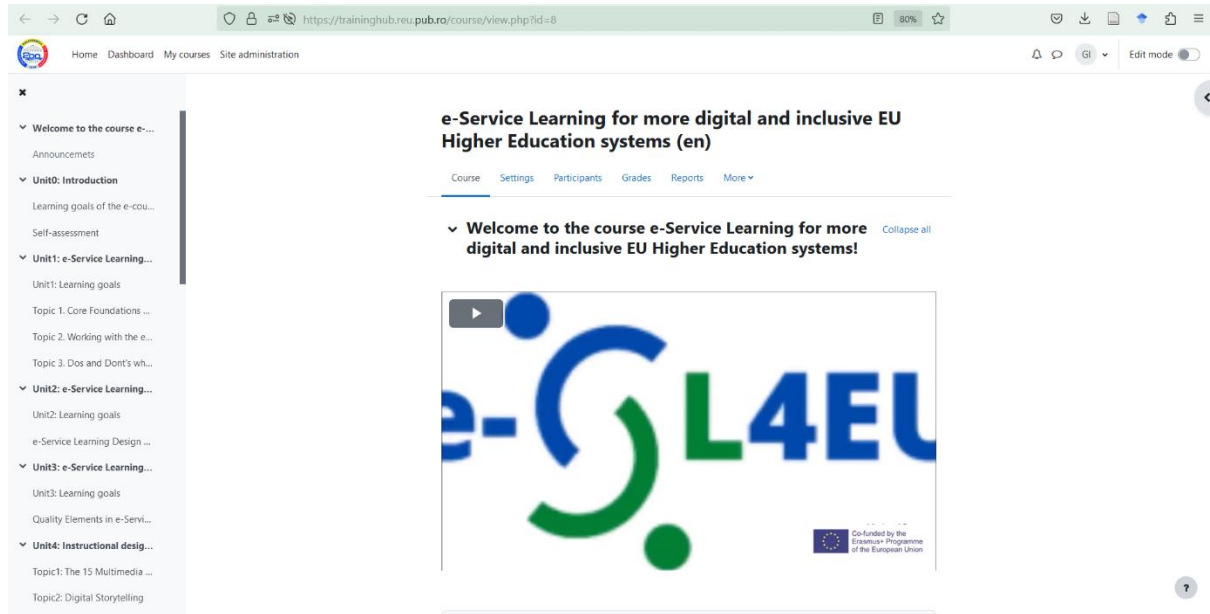 https://traininghub.reu.pub.ro/course/view.php?id=8
80%
Home Dashboard My courses Site administration
GI
Edit mode
Welcome to the course e-...
Announcemets
Unit0: Introduction
Learning goals of the e-cou...
Self-assessment
Unit1: e-Service Learning...
Unit1: Learning goals
Topic 1. Core Foundations ...
Topic 2. Working with the e...
Topic 3. Dos and Dont's wh...
Unit2: e-Service Learning...
Unit2: Learning goals
e-Service Learning Design ...
Unit3: e-Service Learning...
Unit3: Learning goals
Quality Elements in e-Servi...
Unit4: Instructional desig...
Topic1: The 15 Multimedia ...
Topic2: Digital Storytelling
e-Service Learning for more digital and inclusive EU
Higher Education systems (en)
Course Settings Participants Grades Reports More
Welcome to the course e-Service Learning for more
digital and inclusive EU Higher Education systems!
Collapse all
e-SL4EU
Co-funded by the
Erasmus+ Programme
of the European Union
?